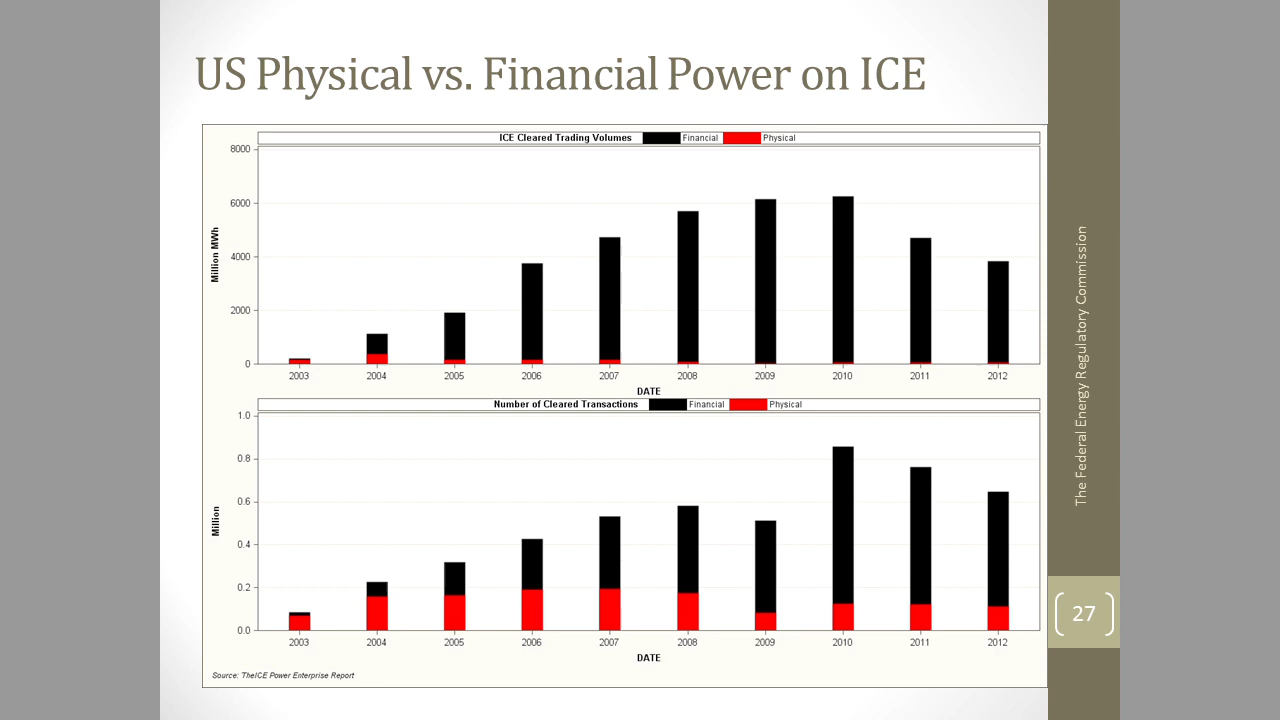 US Physical vs. Financial Power on ICE
ICE Cleared Trading Volumes Financial Physical
8000
6000
4000
2000
0
Million MWh
2003 2004 2005 2006 2007 2008 2009 2010 2011 2012
DATE
Number of Cleared Transactions Financial Physical
1.0
0.8
0.6
0.4
0.2
0.0
Million
2003 2004 2005 2006 2007 2008 2009 2010 2011 2012
DATE
Source: TheICE Power Enterprise Report
The Federal Energy Regulatory Commission
27